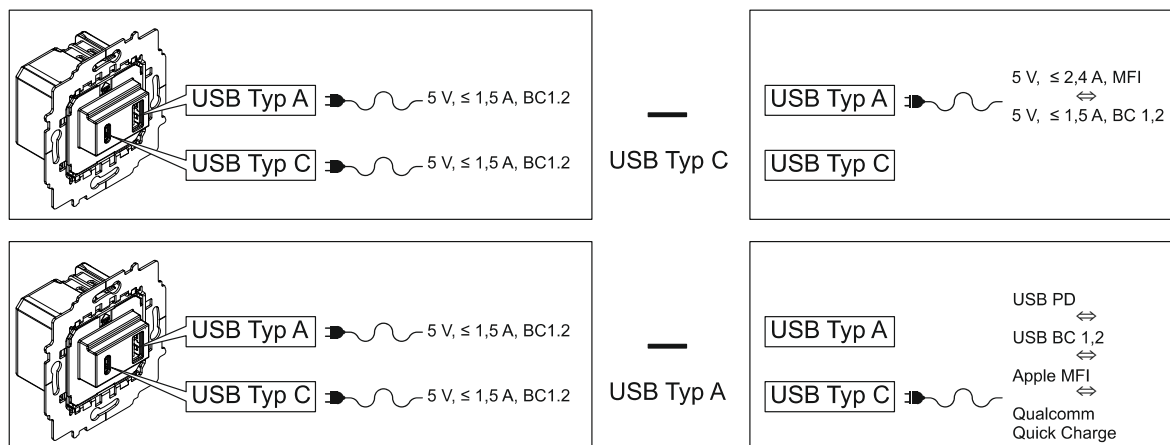 USB Typ A
5 V, ≤ 1,5 A, BC1.2
USB Typ C
5 V, ≤ 1,5 A, BC1.2
USB Typ C
USB Typ A
5 V, ≤ 2,4 A, MFI
⇔
5 V, ≤ 1,5 A, BC 1,2
USB Typ C
USB Typ A
5 V, ≤ 1,5 A, BC1.2
USB Typ C
5 V, ≤ 1,5 A, BC1.2
USB Typ A
USB Typ A
USB Typ C
USB PD
⇔
USB BC 1,2
⇔
Apple MFI
⇔
Qualcomm
Quick Charge